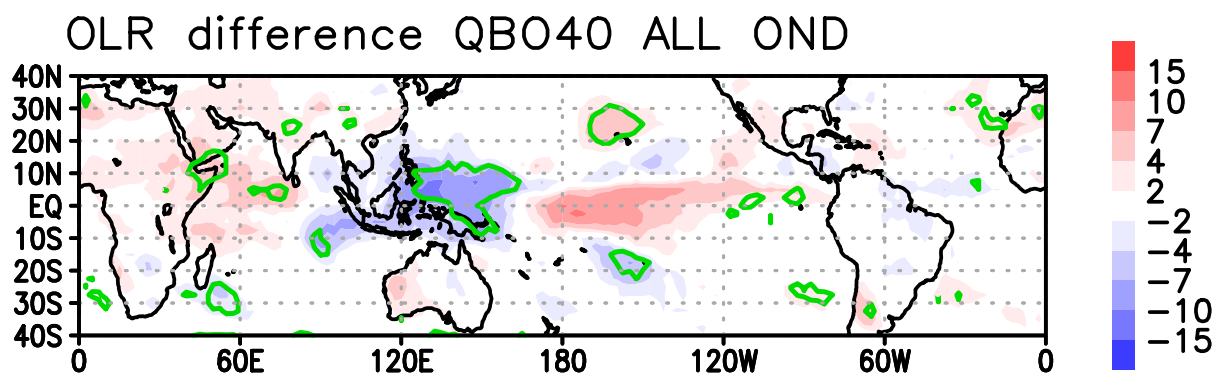 OLR difference QBO40 ALL OND
40N
30N
20N
10N
EQ
10S
20S
30S
40S
0 60E 120E 180 120W 60W 0
15
10
7
4
2
−2
−4
−7
−10
−15